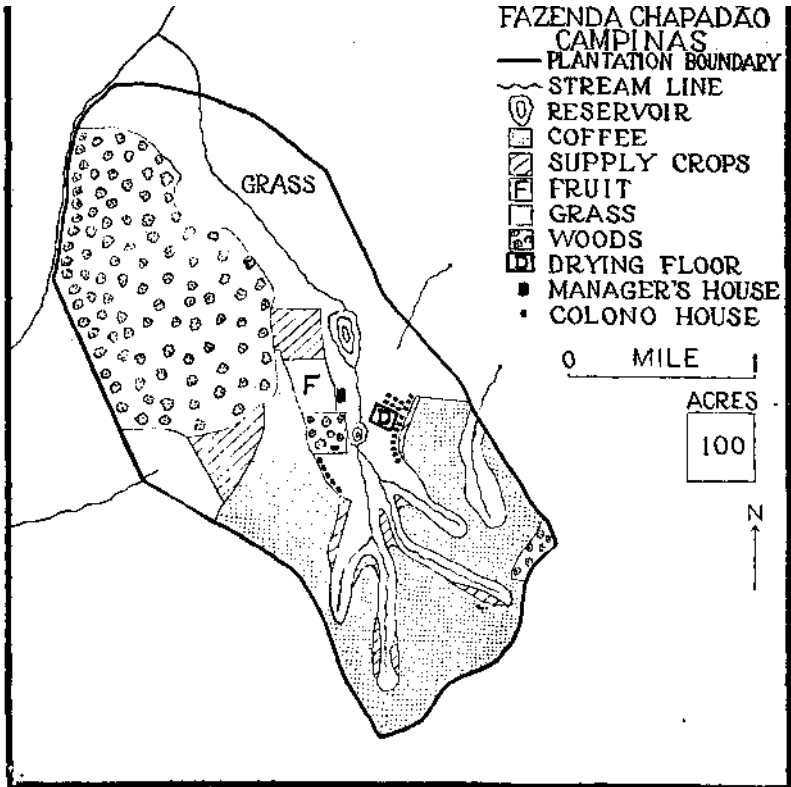 FAZENDA CHAPADÃO
CAMPINAS
PLANTATION BOUNDARY
STREAM LINE
RESERVOIR
COFFEE
SUPPLY CROPS
F FRUIT
GRASS
WOODS
D DRYING FLOOR
MANAGER'S HOUSE
COLONO HOUSE
0 MILE 1
ACRES
100
N
GRASS
F
D